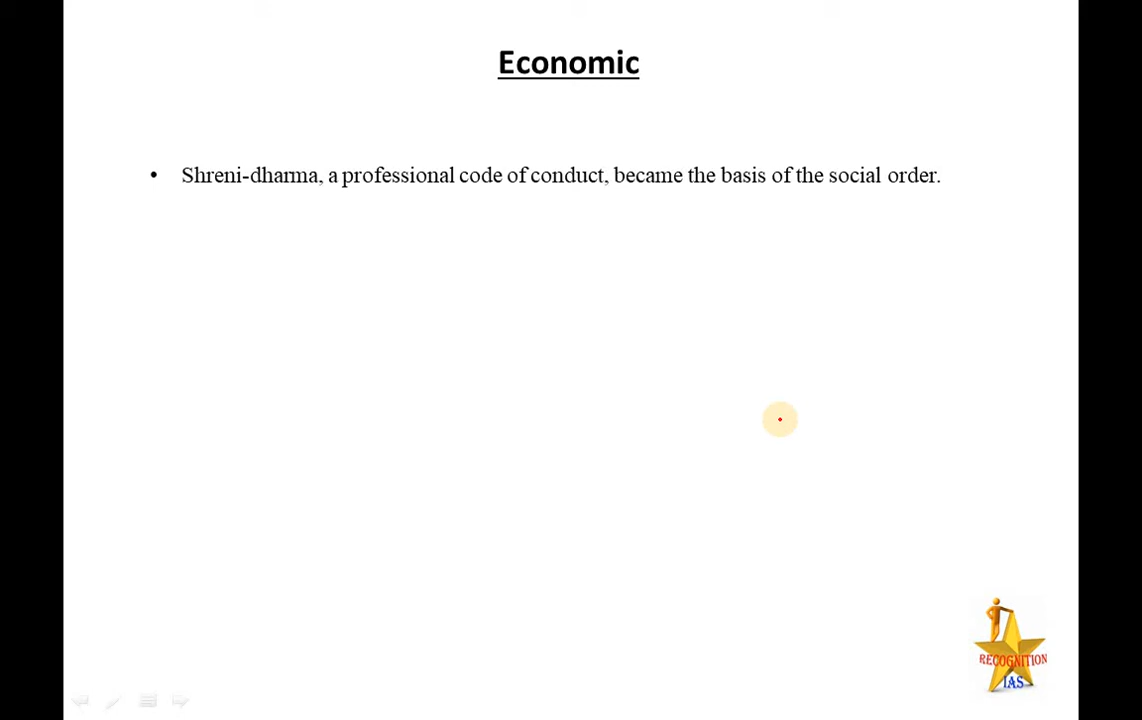 Economic
• Shreni-dharma, a professional code of conduct, became the basis of the social order.
RECOGNITION
IAS